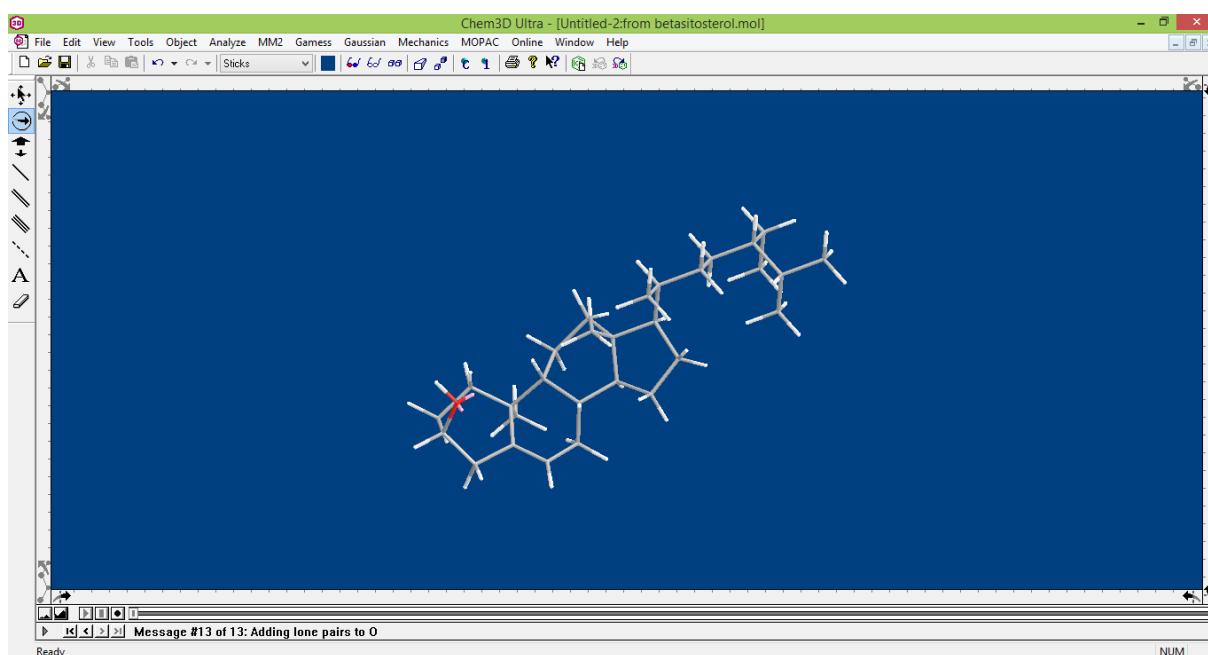 Chem3D Ultra - [Untitled-2:from betasitosterol.mol]
File Edit View Tools Object Analyze MM2 Gamess Gaussian Mechanics MOPAC Online Window Help
Sticks
A
Message #13 of 13: Adding lone pairs to O
Ready NUM